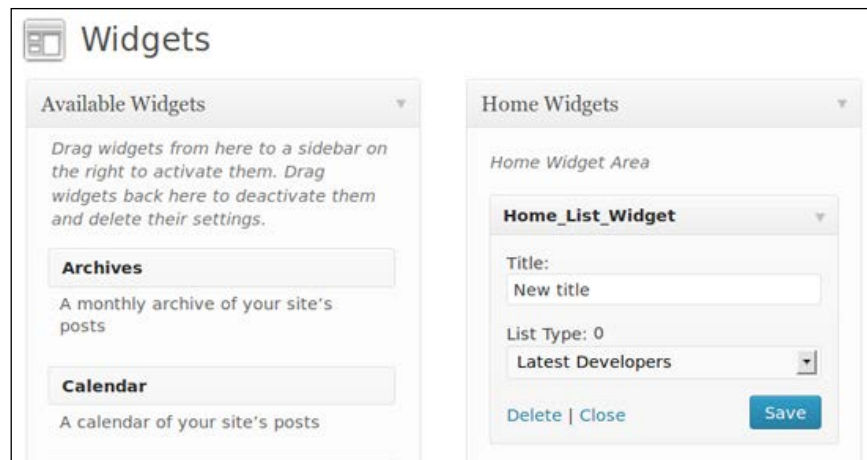 Widgets
Available Widgets
Drag widgets from here to a sidebar on
the right to activate them. Drag
widgets back here to deactivate them
and delete their settings.
Archives
A monthly archive of your site's
posts
Calendar
A calendar of your site's posts
Home Widgets
Home Widget Area
Home_List_Widget
Title:
New title
List Type: 0
Latest Developers
Delete | Close
Save